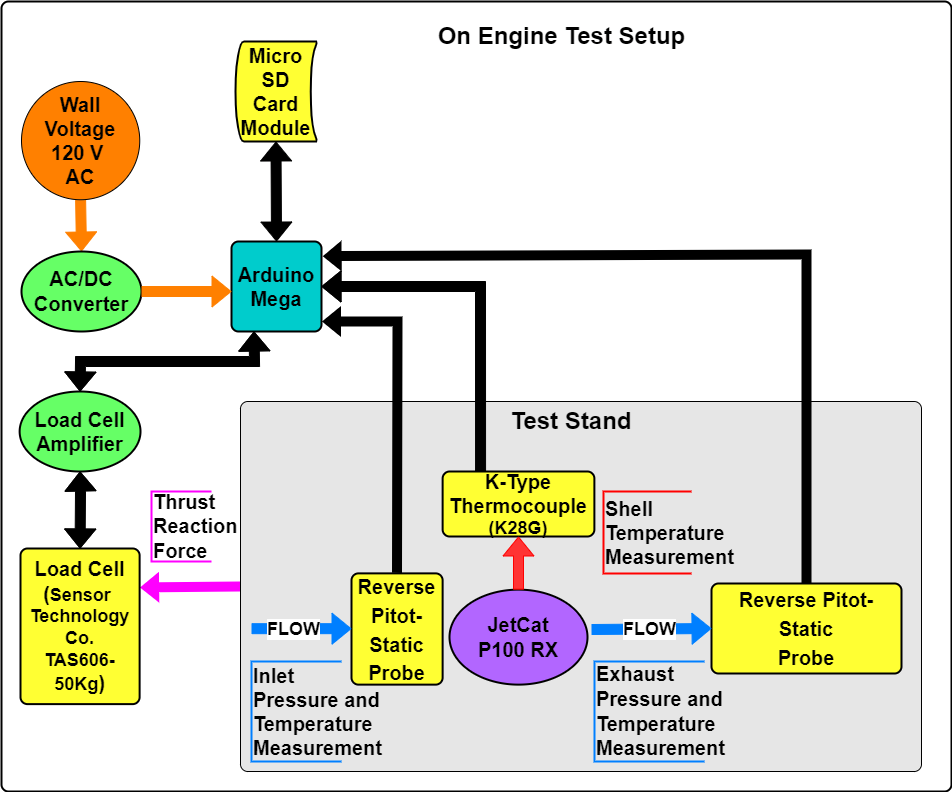 On Engine Test Setup
Micro
SD
Card
Module
Wall
Voltage
120 V
AC
AC/DC
Converter
Arduino
Mega
Load Cell
Amplifier
Test Stand
K-Type
Thermocouple
(K28G)
Thrust
Reaction
Force
Shell
Temperature
Measurement
Load Cell
(Sensor
Technology
Co.
TAS606-
50Kg)
Reverse
Pitot-
Static
Probe
FLOW
JetCat
P100 RX
FLOW
Reverse Pitot-
Static
Probe
Inlet
Pressure and
Temperature
Measurement
Exhaust
Pressure and
Temperature
Measurement